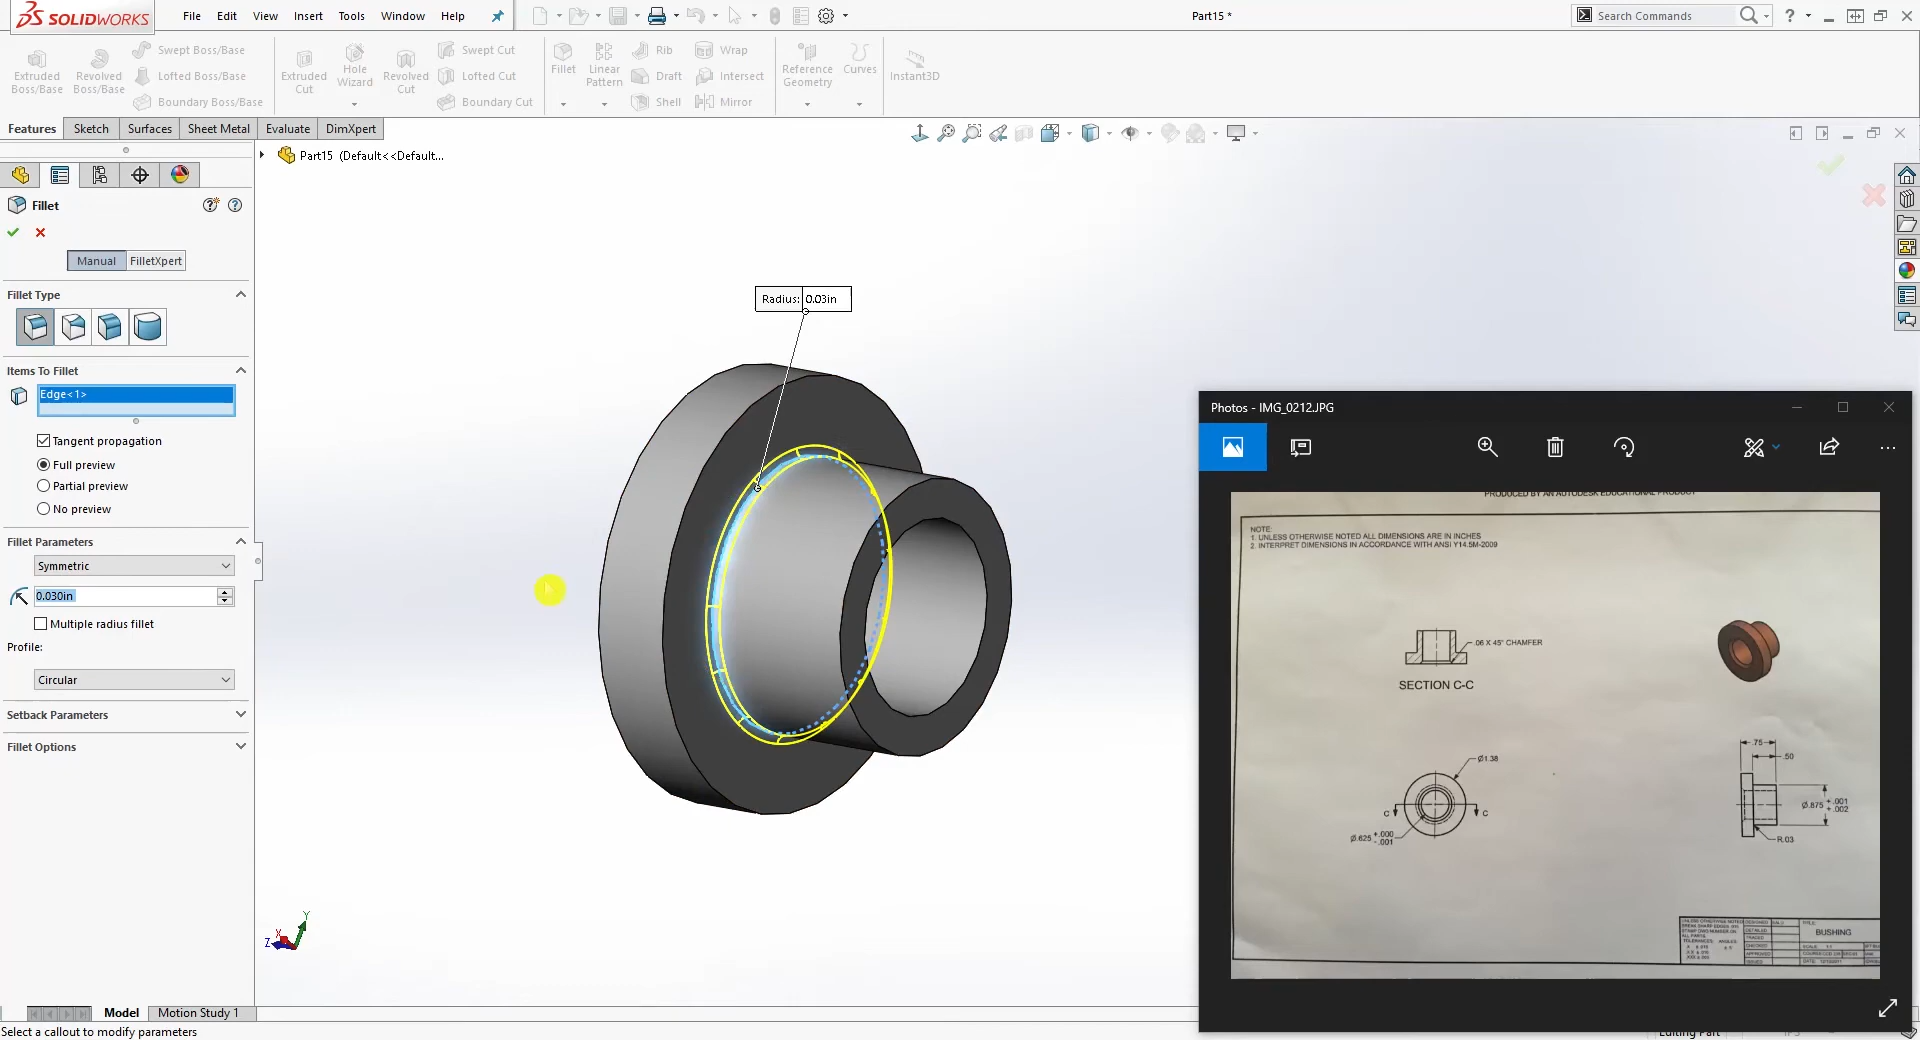 SOLIDWORKS
File Edit View Insert Tools Window Help
Part15 *
Search Commands
Extruded Boss/Base
Revolved Boss/Base
Swept Boss/Base
Lofted Boss/Base
Boundary Boss/Base
Extruded Cut
Hole Wizard
Revolved Cut
Swept Cut
Lofted Cut
Boundary Cut
Fillet
Linear Pattern
Rib
Draft
Shell
Wrap
Intersect
Mirror
Reference Geometry
Curves
Instant3D
Features Sketch Surfaces Sheet Metal Evaluate DimXpert
Part15 (Default<<Default...
Fillet
Manual FilletXpert
Fillet Type
Items To Fillet
Edge<1>
Tangent propagation
Full preview
Partial preview
No preview
Fillet Parameters
Symmetric
0.030in
Multiple radius fillet
Profile:
Circular
Setback Parameters
Fillet Options
Radius: 0.03in
Y
X
Z
Photos - IMG_0212.JPG
PRODUCED BY AN AUTODESK EDUCATIONAL PRODUCT
NOTE:
1. UNLESS OTHERWISE NOTED ALL DIMENSIONS ARE IN INCHES
2. INTERPRET DIMENSIONS IN ACCORDANCE WITH ANSI Y14.5M-2009
.06 X 45° CHAMFER
SECTION C-C
.75
.50
Ø1.38
C C
Ø.625 +.000 -.001
Ø.875 +.001 +.002
R.03
BUSHING
Model Motion Study 1
Select a callout to modify parameters
Editing Part